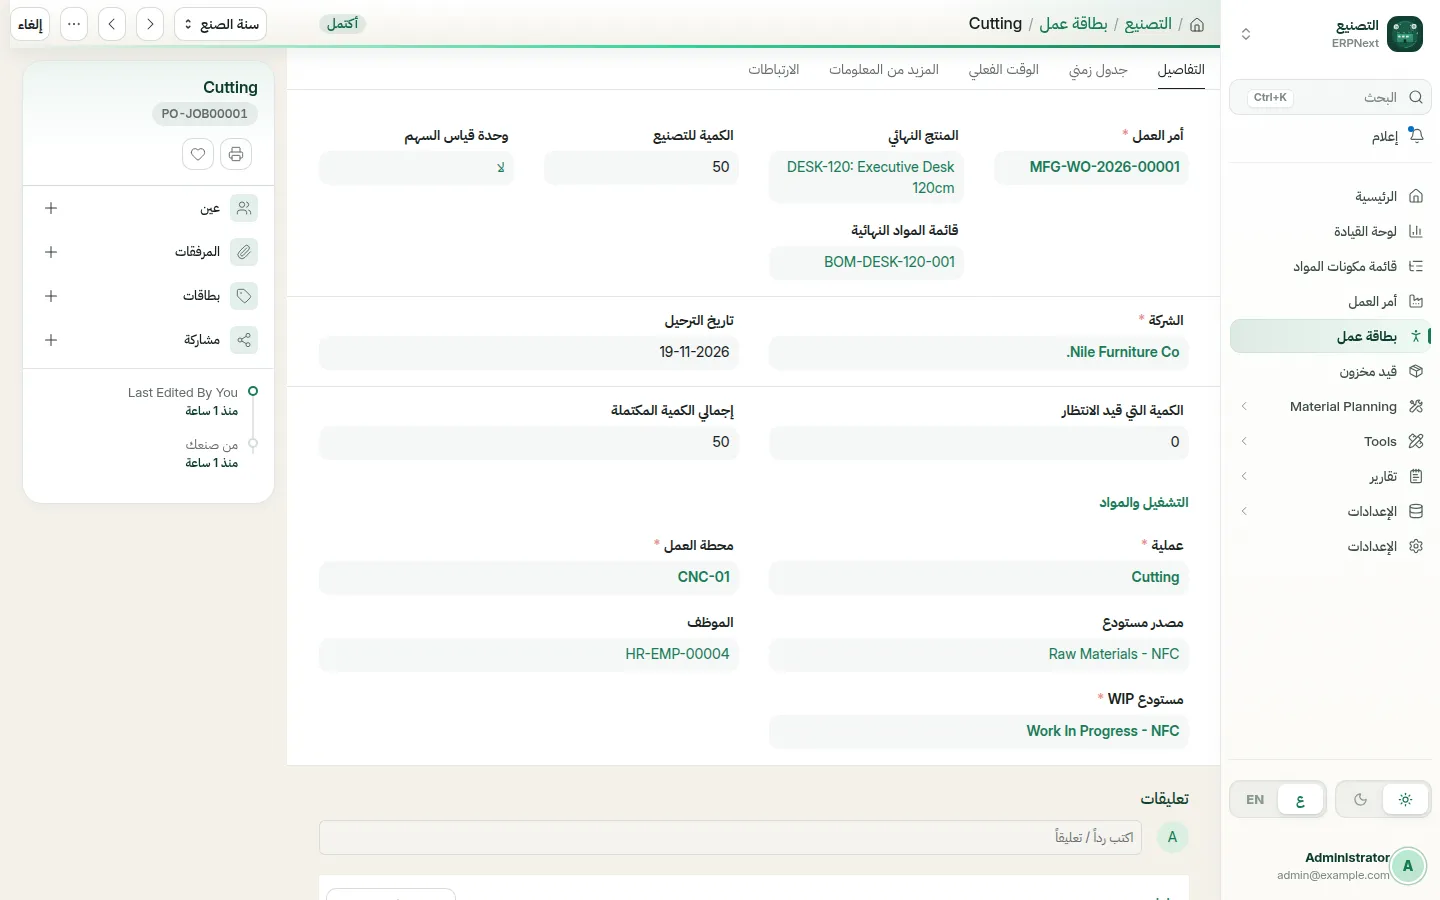 التصنيع
ERPNext
البحث
Ctrl+K
إعلام
الرئيسية
لوحة القيادة
قائمة مكونات المواد
أمر العمل
بطاقة عمل
قيد مخزون
Material Planning
Tools
تقارير
الإعدادات
الإعدادات
ع
EN
Administrator
A
admin@example.com
التصنيع / بطاقة عمل / Cutting
أكتمل
سنة الصنع
إلغاء
التفاصيل
جدول زمني
الوقت الفعلي
المزيد من المعلومات
الارتباطات
أمر العمل *
المنتج النهائي
الكمية للتصنيع
وحدة قياس السهم
MFG-WO-2026-00001
DESK-120: Executive Desk
120cm
50
لا
قائمة المواد النهائية
BOM-DESK-120-001
الشركة *
تاريخ الترحيل
Nile Furniture Co.
19-11-2026
الكمية التي قيد الانتظار
إجمالي الكمية المكتملة
0
50
التشغيل والمواد
عملية *
محطة العمل *
Cutting
CNC-01
مصدر مستودع
الموظف
Raw Materials - NFC
HR-EMP-00004
مستودع WIP *
Work In Progress - NFC
تعليقات
A
اكتب رداً / تعليقاً
Cutting
PO-JOB00001
عين
المرفقات
بطاقات
مشاركة
Last Edited By You
منذ 1 ساعة
من صنعك
منذ 1 ساعة